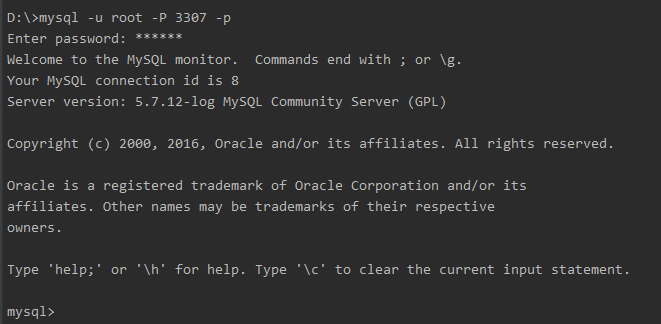 D:\>mysql -u root -P 3307 -p
Enter password: ******
Welcome to the MySQL monitor.  Commands end with ; or \g.
Your MySQL connection id is 8
Server version: 5.7.12-log MySQL Community Server (GPL)
Copyright (c) 2000, 2016, Oracle and/or its affiliates. All rights reserved.
Oracle is a registered trademark of Oracle Corporation and/or its
affiliates. Other names may be trademarks of their respective
owners.
Type 'help;' or '\h' for help. Type '\c' to clear the current input statement.
mysql>